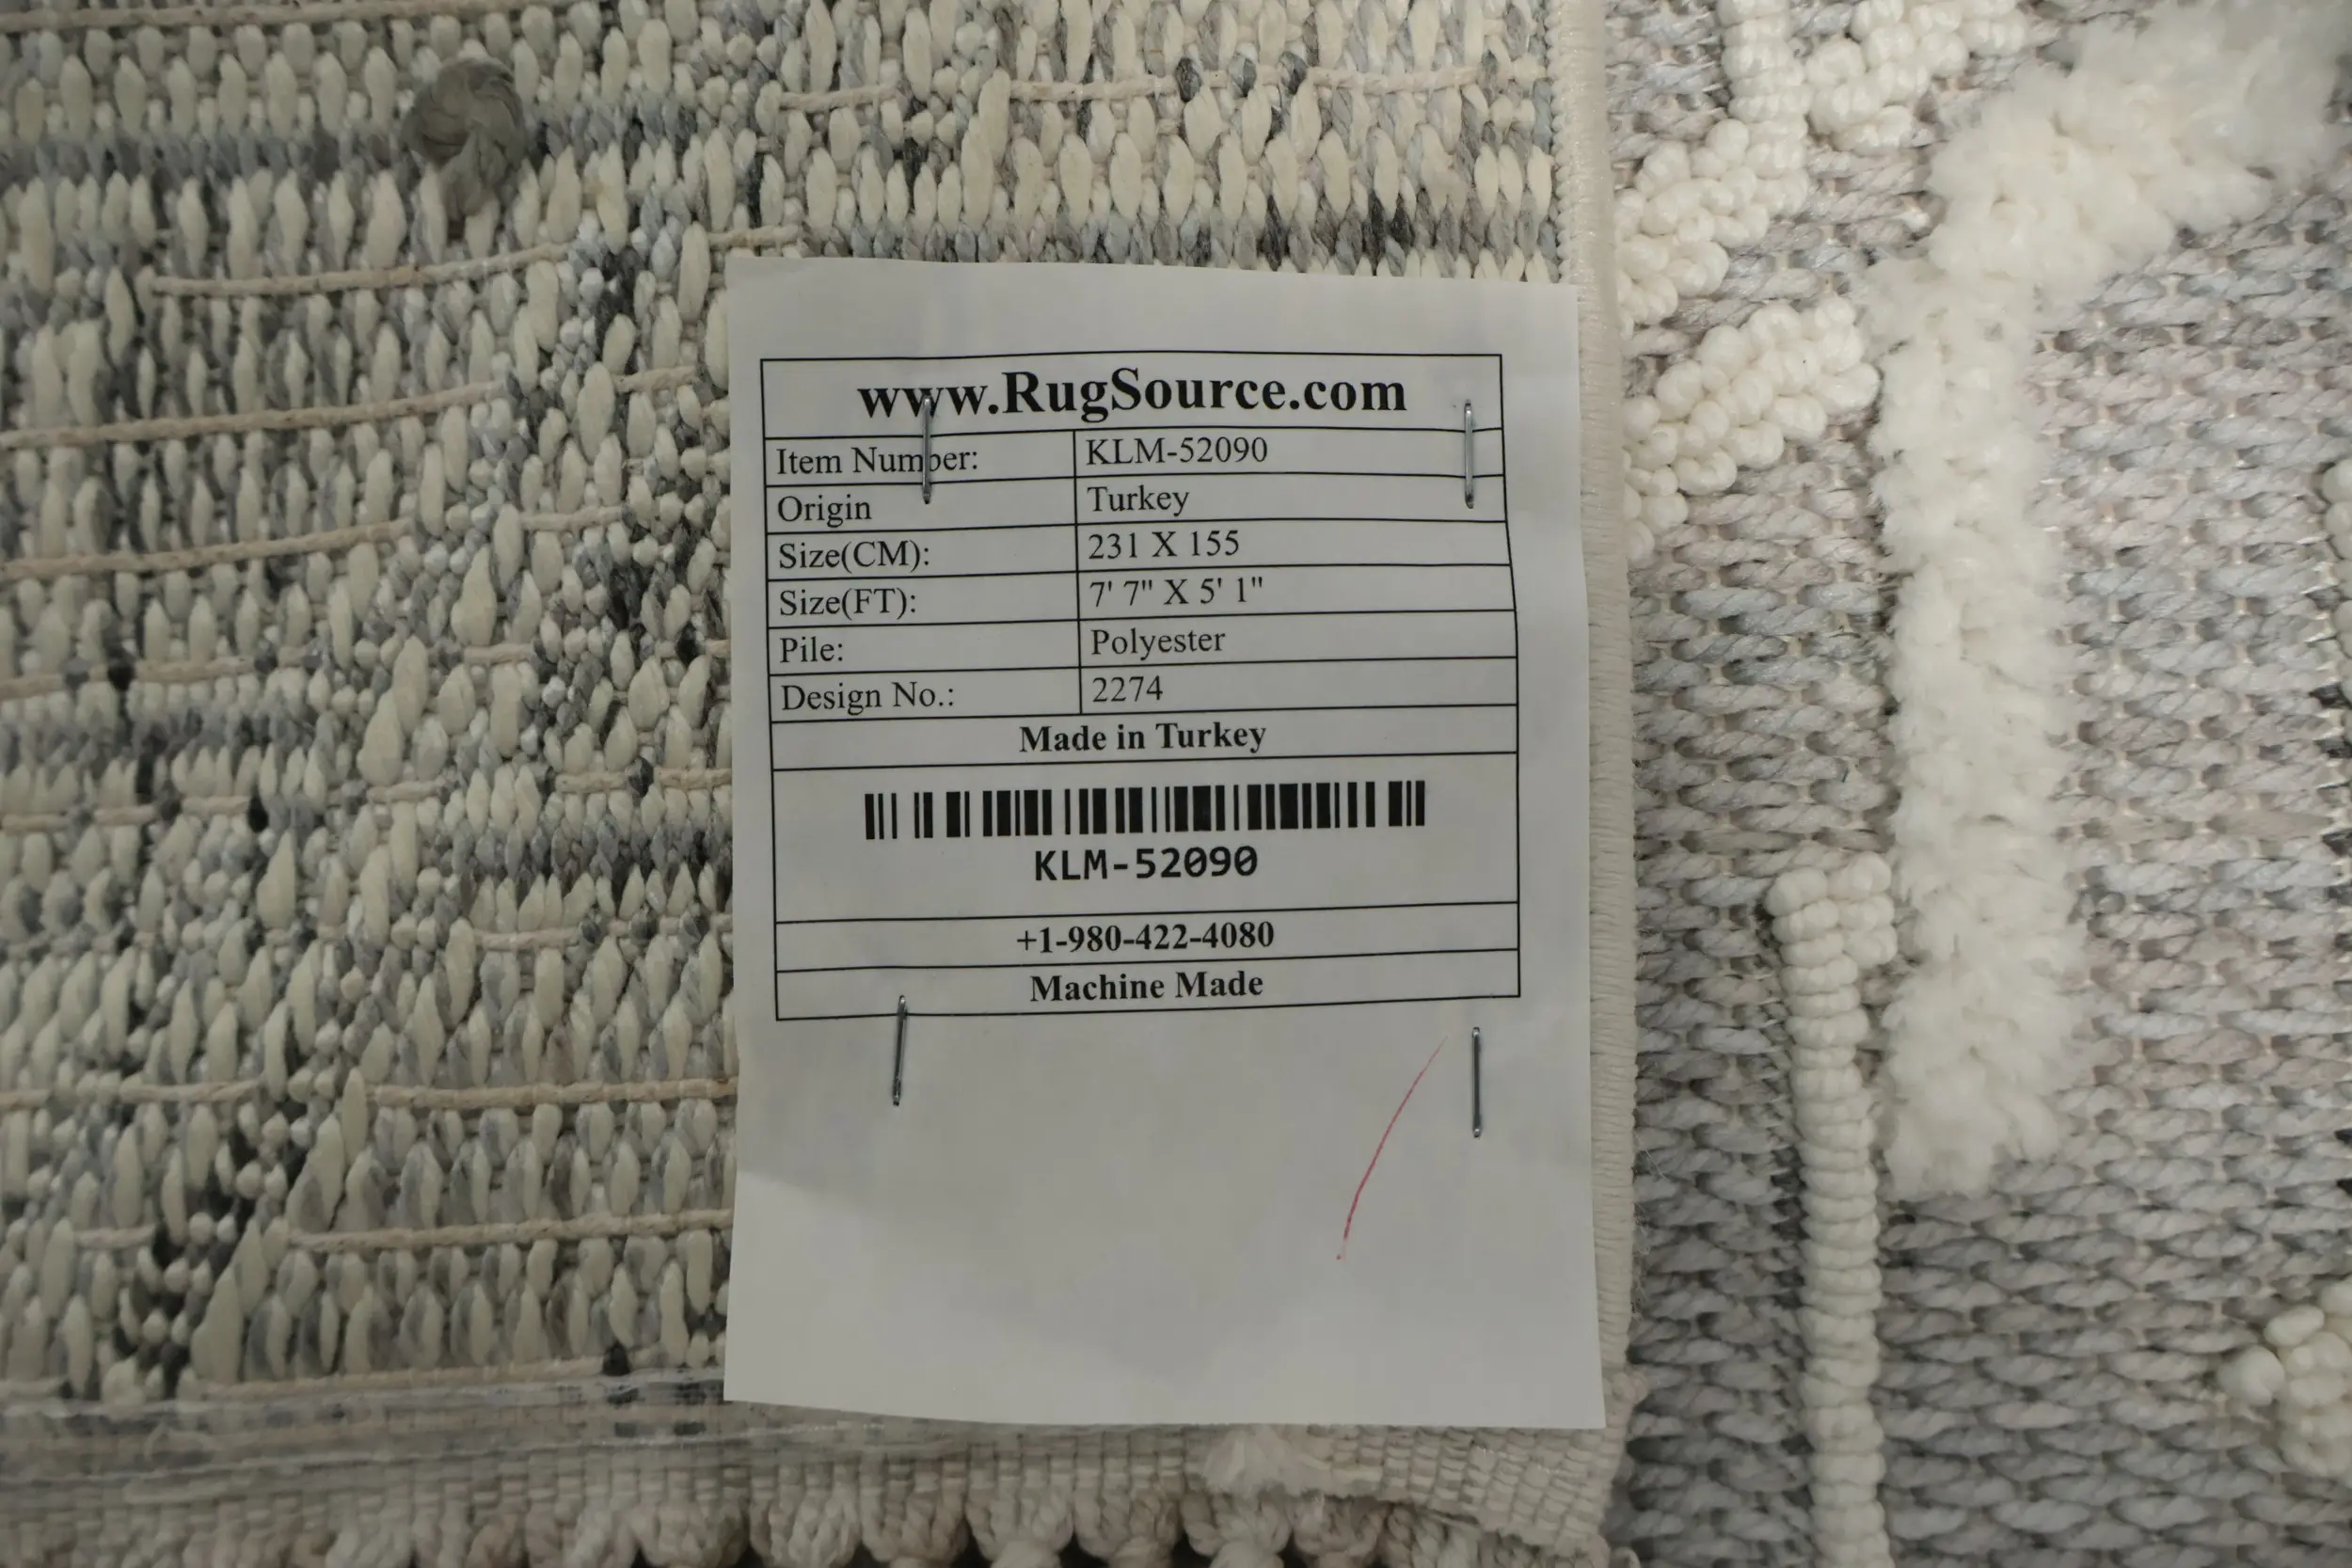 www.RugSource.com
Item Number: KLM-52090
Origin Turkey
Size(CM): 231 X 155
Size(FT): 7' 7" X 5' 1"
Pile: Polyester
Design No.: 2274
Made in Turkey
KLM-52090
+1-980-422-4080
Machine Made